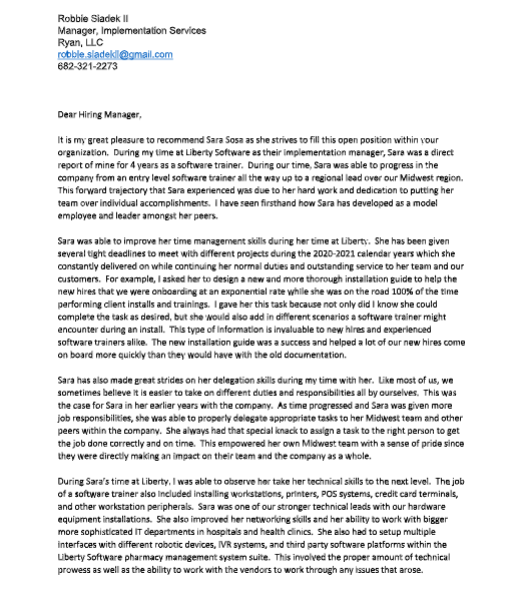 Robbie Sladek II
Manager, Implementation Services
Ryan, LLC
robbie.sladekII@gmail.com
682-321-2273
Dear Hiring Manager,
It is my great pleasure to recommend Sara Sosa as she strives to fill this open position within your
organization.  During my time at Liberty Software as their implementation manager, Sara was a direct
report of mine for 4 years as a software trainer.  During our time, Sara was able to progress in the
company from an entry level software trainer all the way up to a regional lead over our Midwest region.
This forward trajectory that Sara experienced was due to her hard work and dedication to putting her
team over individual accomplishments.  I have seen firsthand how Sara has developed as a model
employee and leader amongst her peers.
Sara was able to improve her time management skills during her time at Liberty.  She has been given
several tight deadlines to meet with different projects during the 2020-2021 calendar years which she
constantly delivered on while continuing her normal duties and outstanding service to her team and our
customers.  For example, I asked her to design a new and more thorough installation guide to help the
new hires that we were onboarding at an exponential rate while she was on the road 100% of the time
performing client installs and trainings.  I gave her this task because not only did I know she could
complete the task as desired, but she would also add in different scenarios a software trainer might
encounter during an install.  This type of information is invaluable to new hires and experienced
software trainers alike.  The new installation guide was a success and helped a lot of our new hires come
on board more quickly than they would have with the old documentation.
Sara has also made great strides on her delegation skills during my time with her.  Like most of us, we
sometimes believe it is easier to take on different duties and responsibilities all by ourselves.  This was
the case for Sara in her earlier years with the company.  As time progressed and Sara was given more
job responsibilities, she was able to properly delegate appropriate tasks to her Midwest team and other
peers within the company.  She always had that special knack to assign a task to the right person to get
the job done correctly and on time.  This empowered her own Midwest team with a sense of pride since
they were directly making an impact on their team and the company as a whole.
During Sara's time at Liberty, I was able to observe her take her technical skills to the next level.  The job
of a software trainer also included installing workstations, printers, POS systems, credit card terminals,
and other workstation peripherals.  Sara was one of our stronger technical leads with our hardware
equipment installations.  She also improved her networking skills and her ability to work with bigger
more sophisticated IT departments in hospitals and health clinics.  She also had to setup multiple
interfaces with different robotic devices, IVR systems, and third party software platforms within the
Liberty Software pharmacy management system suite.  This involved the proper amount of technical
prowess as well as the ability to work with the vendors to work through any issues that arose.